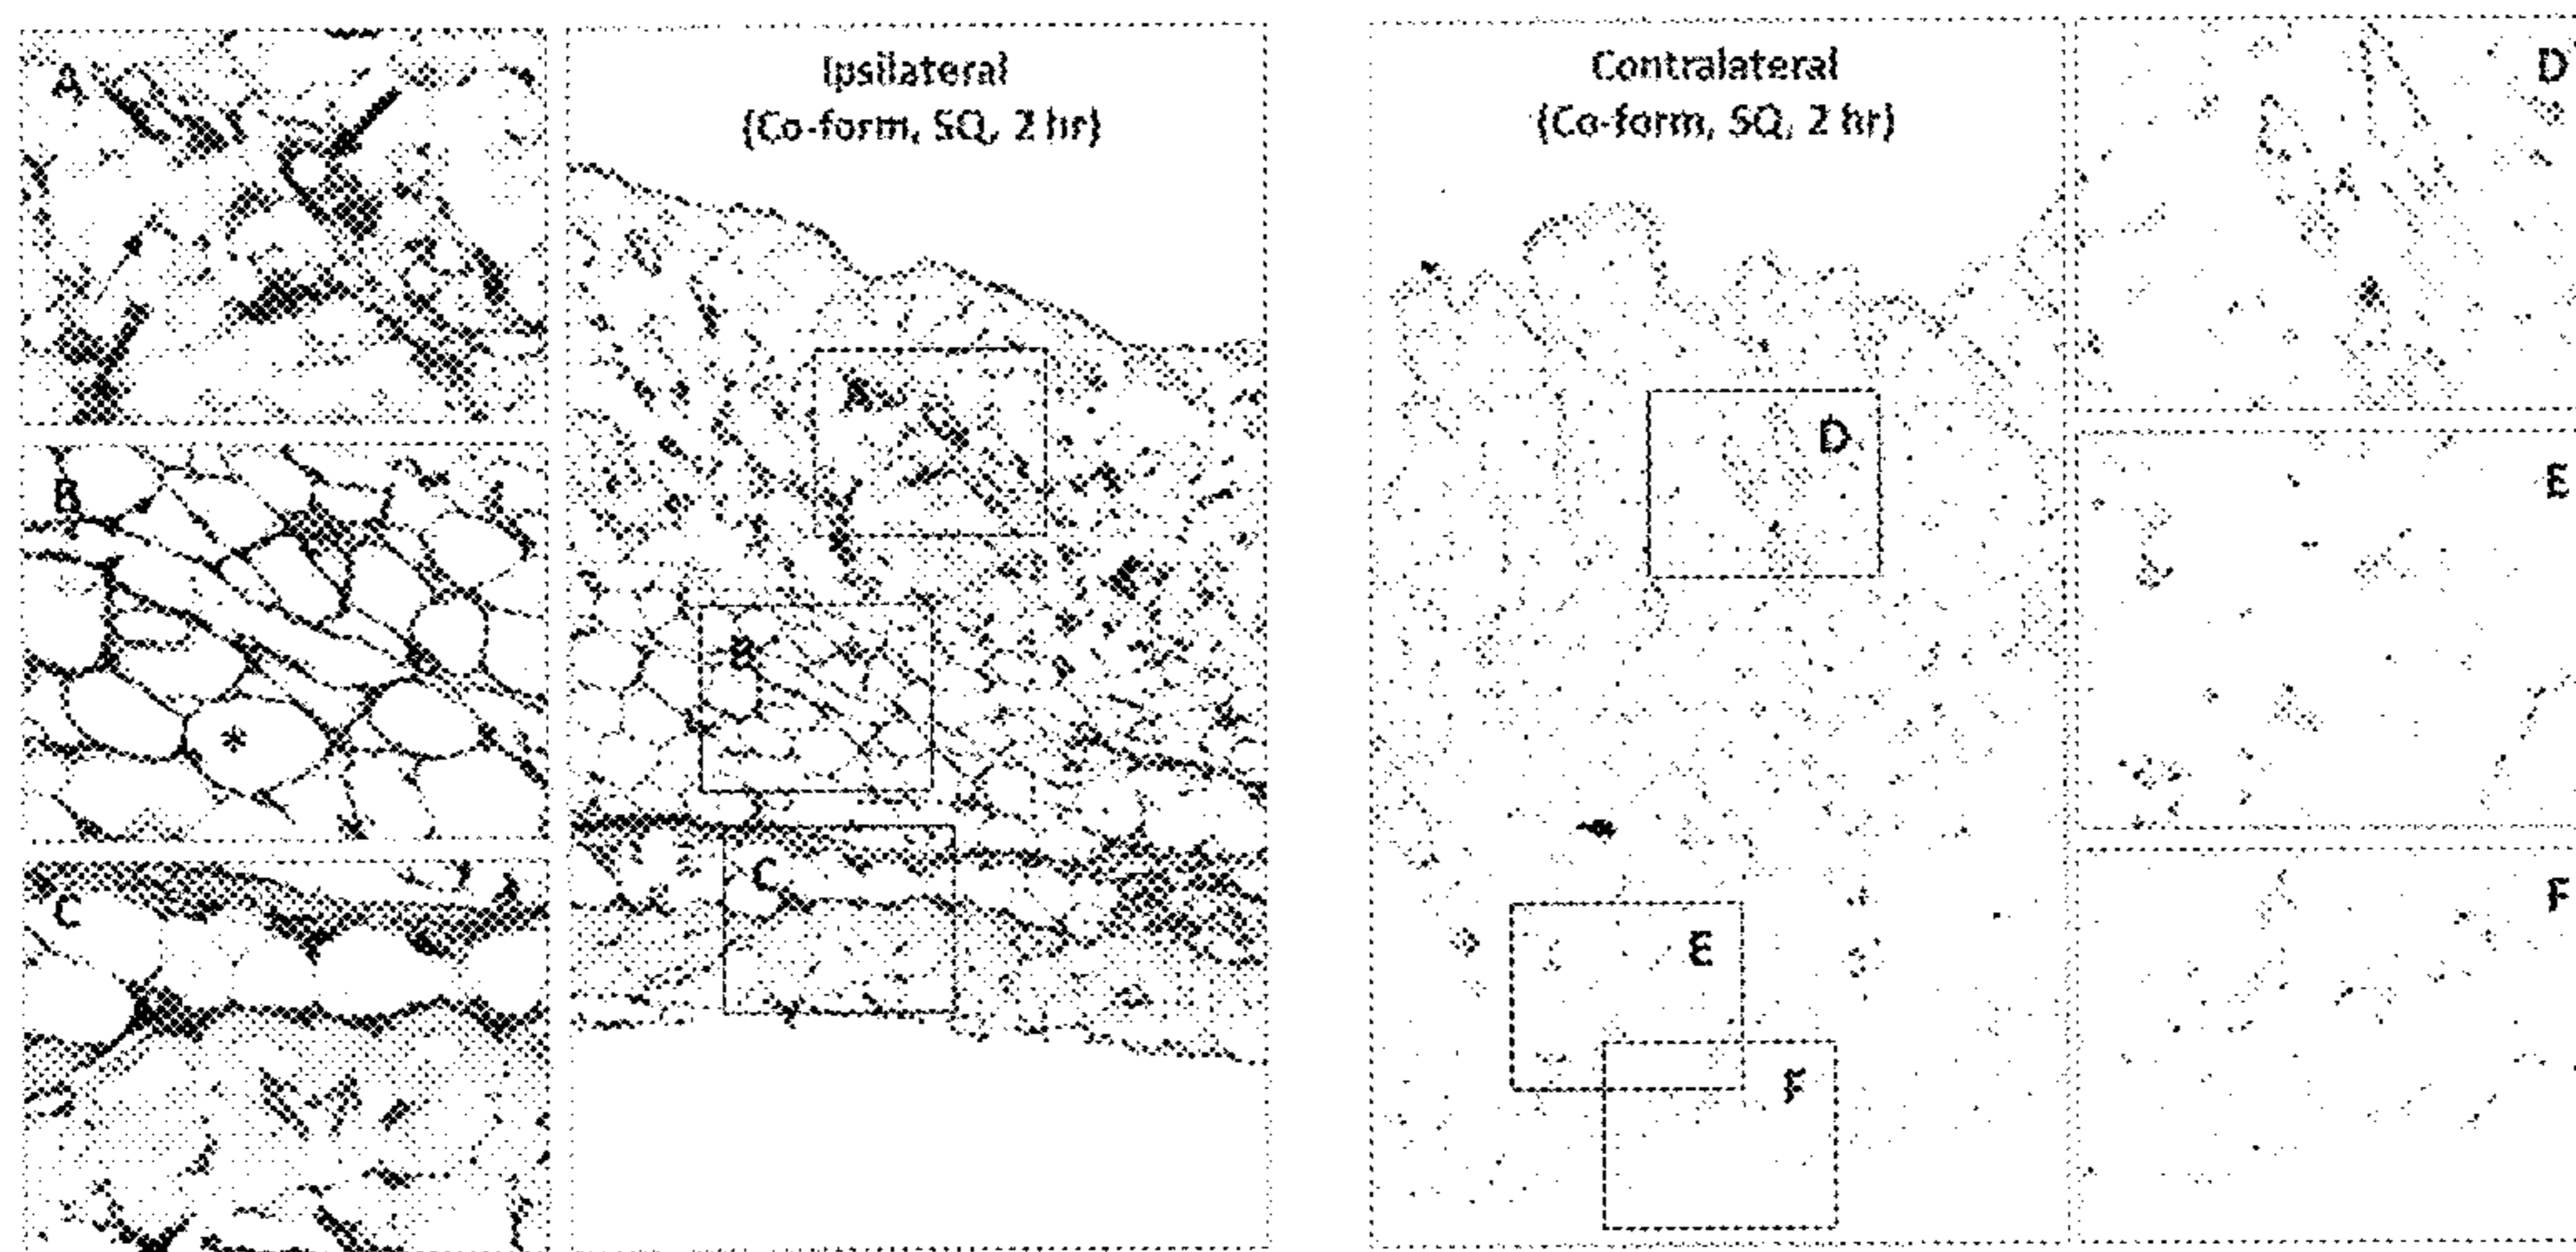 A
B
*
C
Ipsilateral
(Co-form, SQ, 2 hr)
A
B
*
C
Contralateral
(Co-form, SQ, 2 hr)
D
E
F
D
E
F